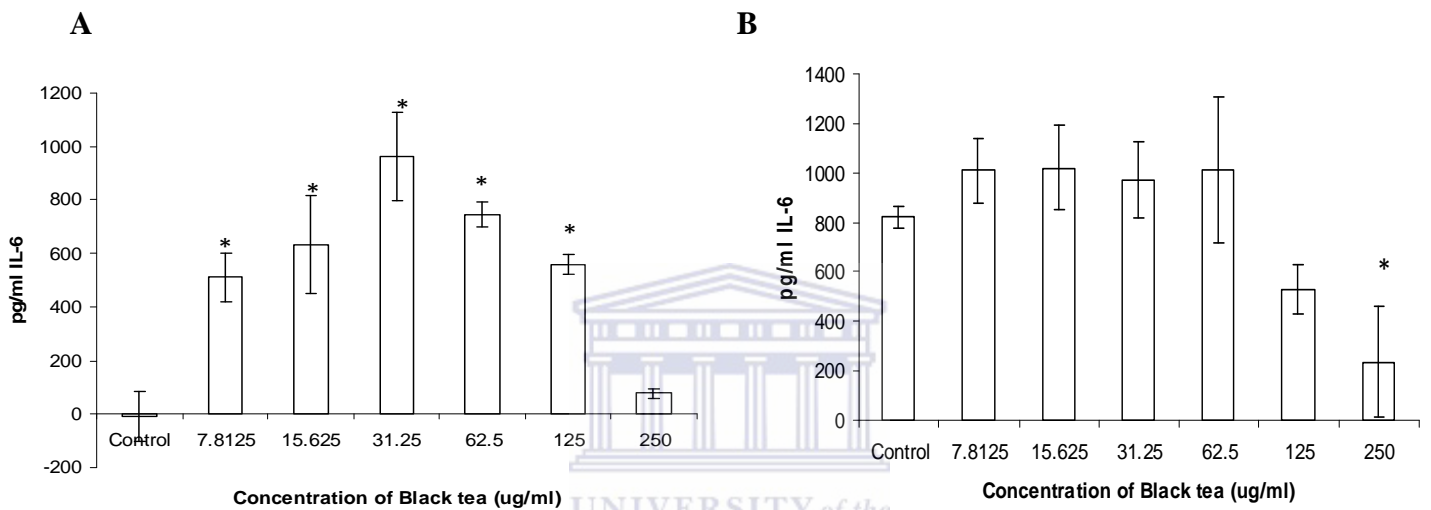 A
1200
1000
800
600
400
200
0
-200
pg/ml IL-6
* * * * *
Control 7.8125 15.625 31.25 62.5 125 250
Concentration of Black tea (ug/ml)
B
1400
1200
1000
800
600
400
200
0
pg/ml IL-6
*
Control 7.8125 15.625 31.25 62.5 125 250
Concentration of Black tea (ug/ml)
UNIVERSITY of the